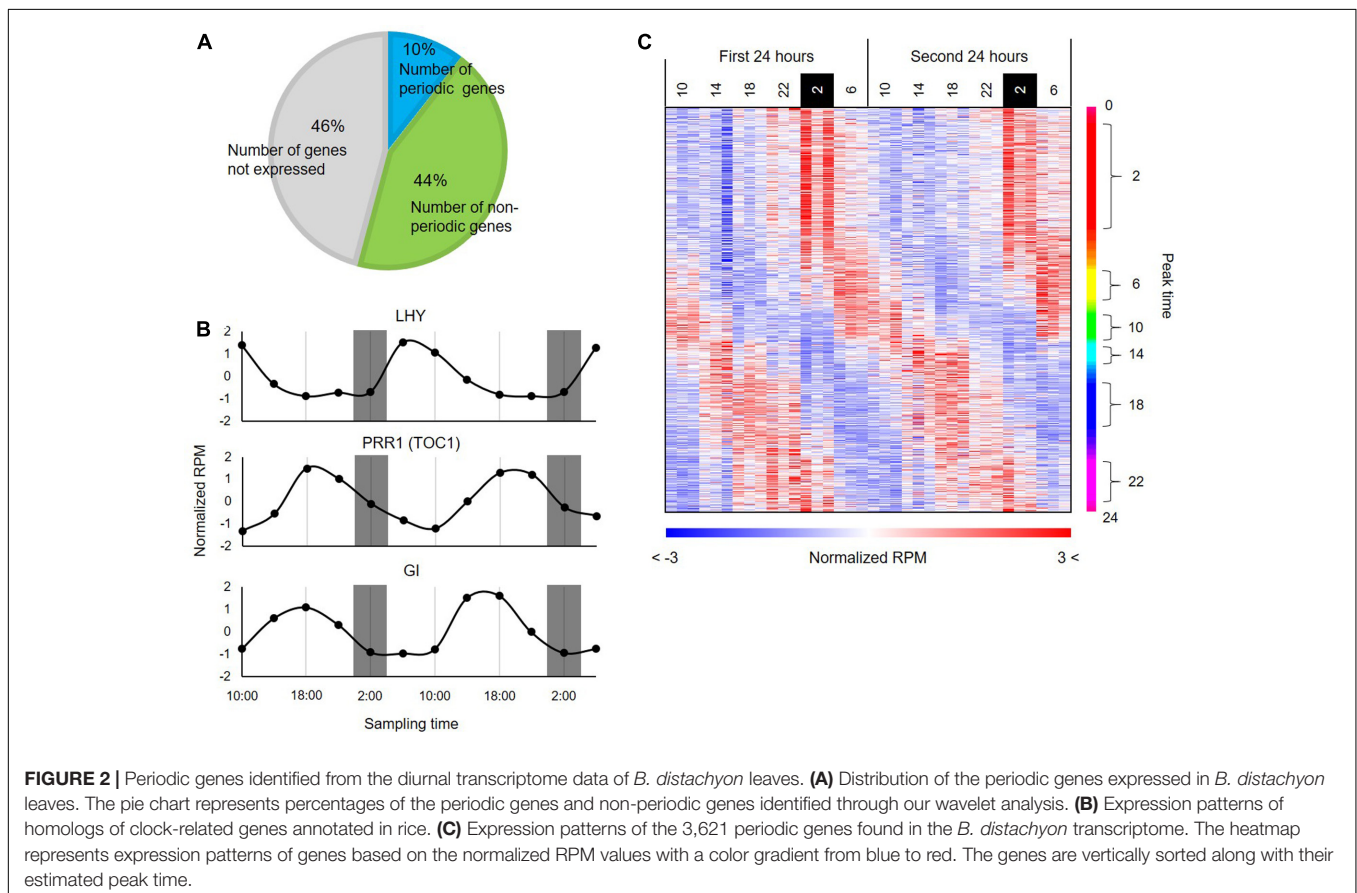 A
10%
Number of
periodic genes
46%
Number of genes
not expressed
44%
Number of non-
periodic genes
B
LHY
2
1
0
-1
-2
PRR1 (TOC1)
2
1
0
-1
-2
Normalized RPM
GI
2
1
0
-1
-2
10:00 18:00 2:00 10:00 18:00 2:00
Sampling time
C
First 24 hours Second 24 hours
10 14 18 22 2 6 10 14 18 22 2 6
0
2
6
10
14
18
22
24
Peak time
< -3 Normalized RPM 3 <
FIGURE 2 | Periodic genes identified from the diurnal transcriptome data of B. distachyon leaves. (A) Distribution of the periodic genes expressed in B. distachyon
leaves. The pie chart represents percentages of the periodic genes and non-periodic genes identified through our wavelet analysis. (B) Expression patterns of
homologs of clock-related genes annotated in rice. (C) Expression patterns of the 3,621 periodic genes found in the B. distachyon transcriptome. The heatmap
represents expression patterns of genes based on the normalized RPM values with a color gradient from blue to red. The genes are vertically sorted along with their
estimated peak time.